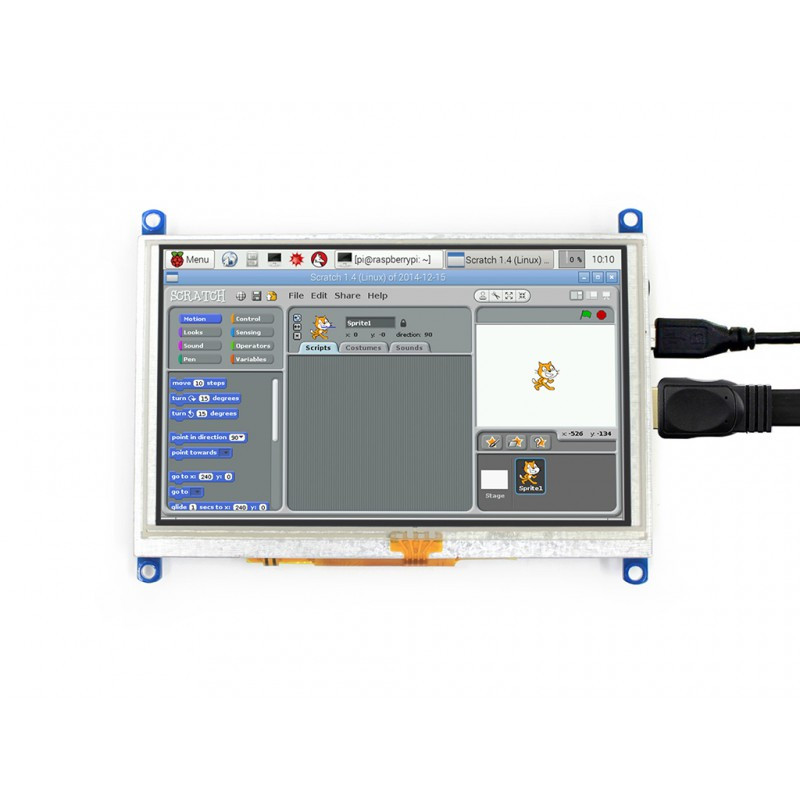 Menu [pi@raspberrypi: ~] Scratch 1.4 (Linux) ... 0 % 10:10
Scratch 1.4 (Linux) of 2014-12-15
SCRATCH File Edit Share Help
Motion Control
Looks Sensing
Sound Operators
Pen Variables
Sprite1
x: 0 y: -0 direction: 90
Scripts Costumes Sounds
move 10 steps
turn 15 degrees
turn 15 degrees
point in direction 90
point towards
go to x: 240 y: 0
go to
glide 1 secs to x: 240 y: 0
x: -526 y: -134
Sprite1
Stage